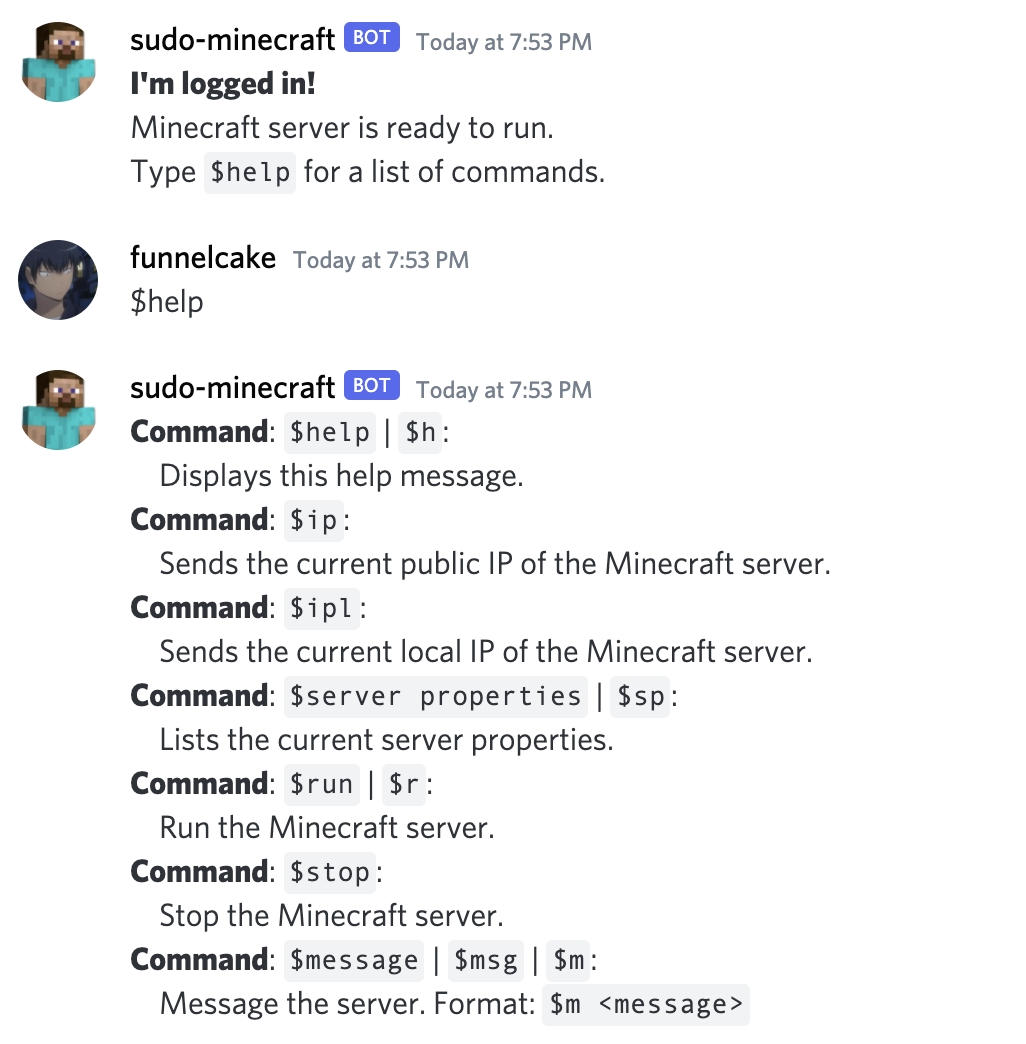 sudo-minecraft BOT Today at 7:53 PM
I'm logged in!
Minecraft server is ready to run.
Type $help for a list of commands.
funnelcake Today at 7:53 PM
$help
sudo-minecraft BOT Today at 7:53 PM
Command: $help | $h:
Displays this help message.
Command: $ip:
Sends the current public IP of the Minecraft server.
Command: $ipl:
Sends the current local IP of the Minecraft server.
Command: $server properties | $sp:
Lists the current server properties.
Command: $run | $r:
Run the Minecraft server.
Command: $stop:
Stop the Minecraft server.
Command: $message | $msg | $m:
Message the server. Format: $m <message>